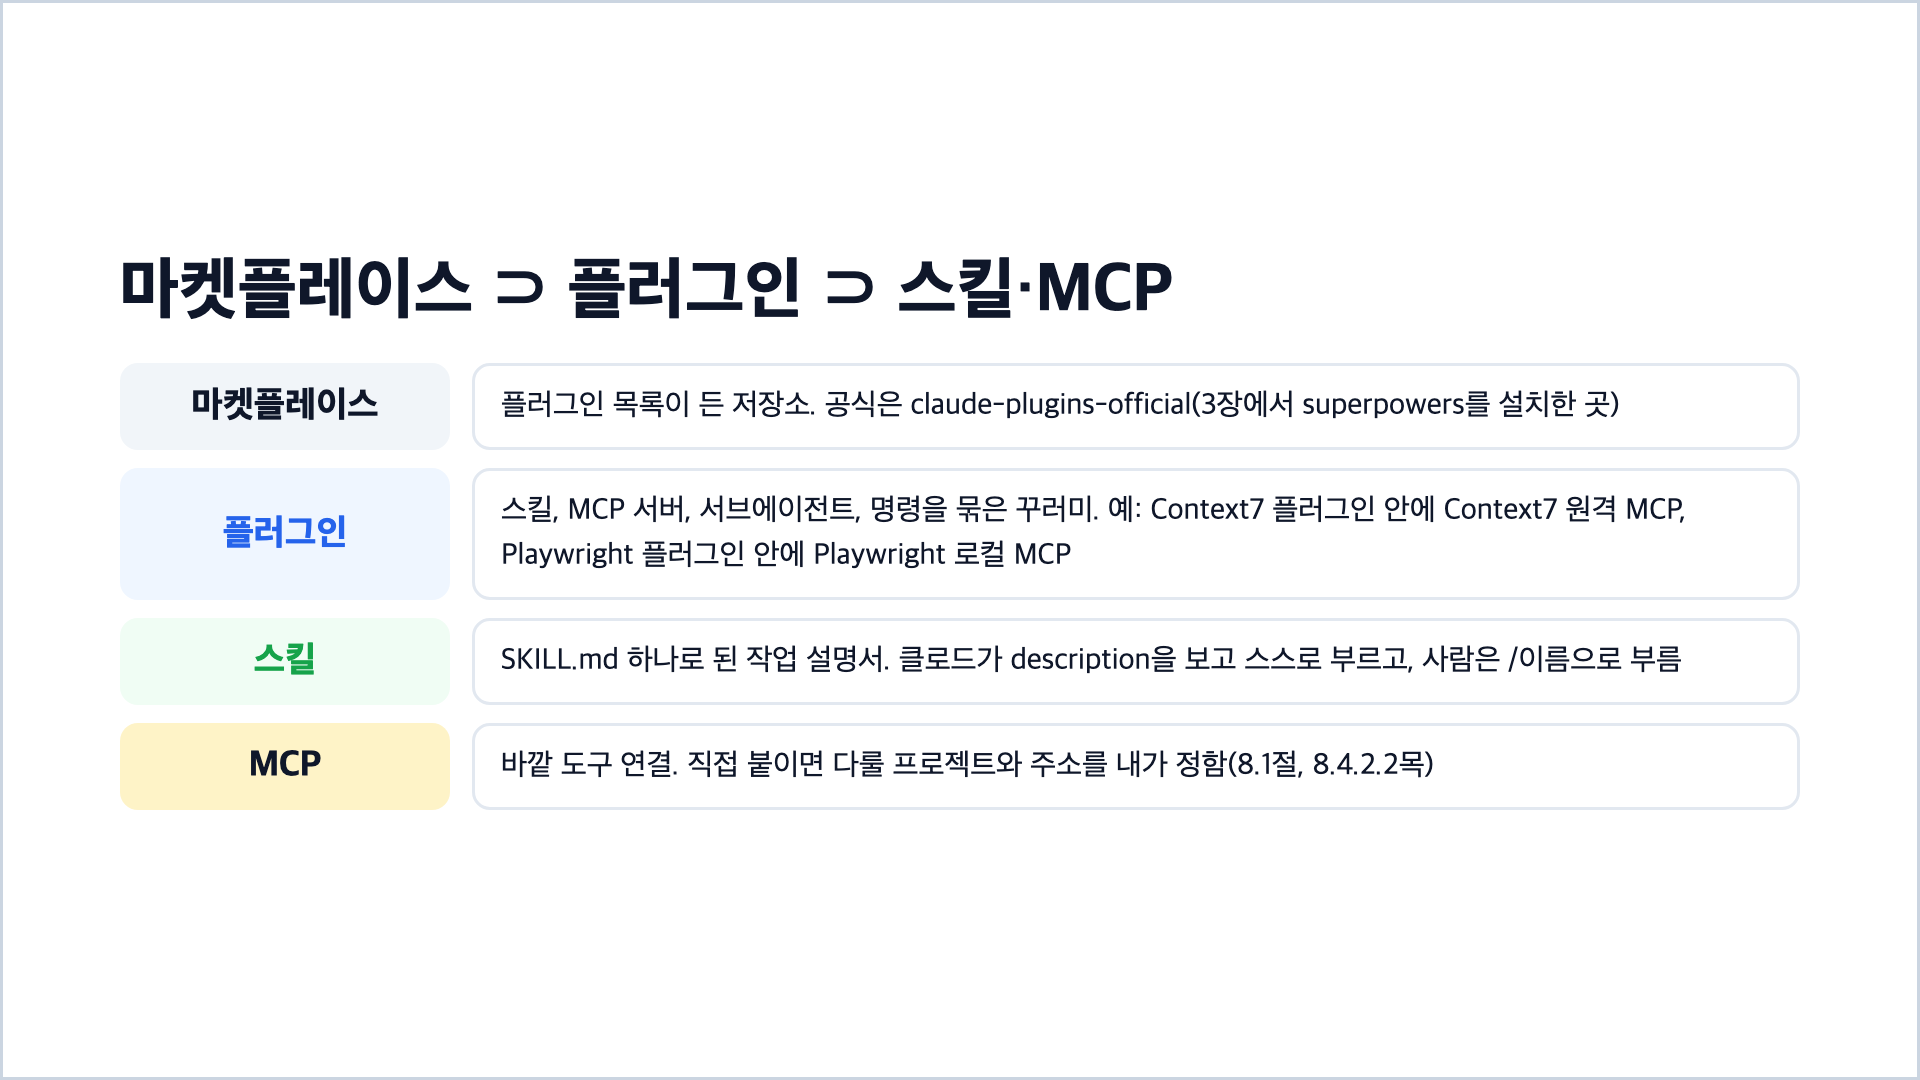 마켓플레이스 ⊃ 플러그인 ⊃ 스킬·MCP
마켓플레이스
플러그인 목록이 든 저장소. 공식은 claude-plugins-official(3장에서 superpowers를 설치한 곳)
플러그인
스킬, MCP 서버, 서브에이전트, 명령을 묶은 꾸러미. 예: Context7 플러그인 안에 Context7 원격 MCP,
Playwright 플러그인 안에 Playwright 로컬 MCP
스킬
SKILL.md 하나로 된 작업 설명서. 클로드가 description을 보고 스스로 부르고, 사람은 /이름으로 부름
MCP
바깥 도구 연결. 직접 붙이면 다룰 프로젝트와 주소를 내가 정함(8.1절, 8.4.2.2목)